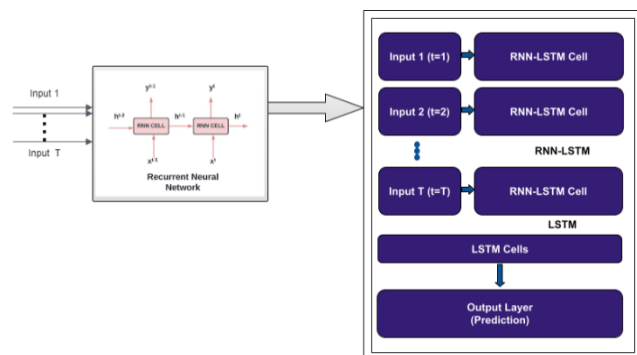 Input 1
Input T
y^t-1
y^t
h^t-2
RNN CELL
h^t-1
RNN CELL
h^t
x^t-1
x^t
Recurrent Neural
Network
Input 1 (t=1)
RNN-LSTM Cell
Input 2 (t=2)
RNN-LSTM Cell
RNN-LSTM
Input T (t=T)
RNN-LSTM Cell
LSTM
LSTM Cells
Output Layer
(Prediction)